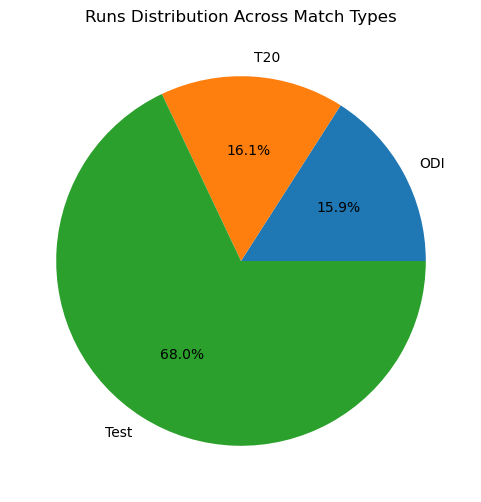 Runs Distribution Across Match Types
T20
16.1%
ODI
15.9%
68.0%
Test